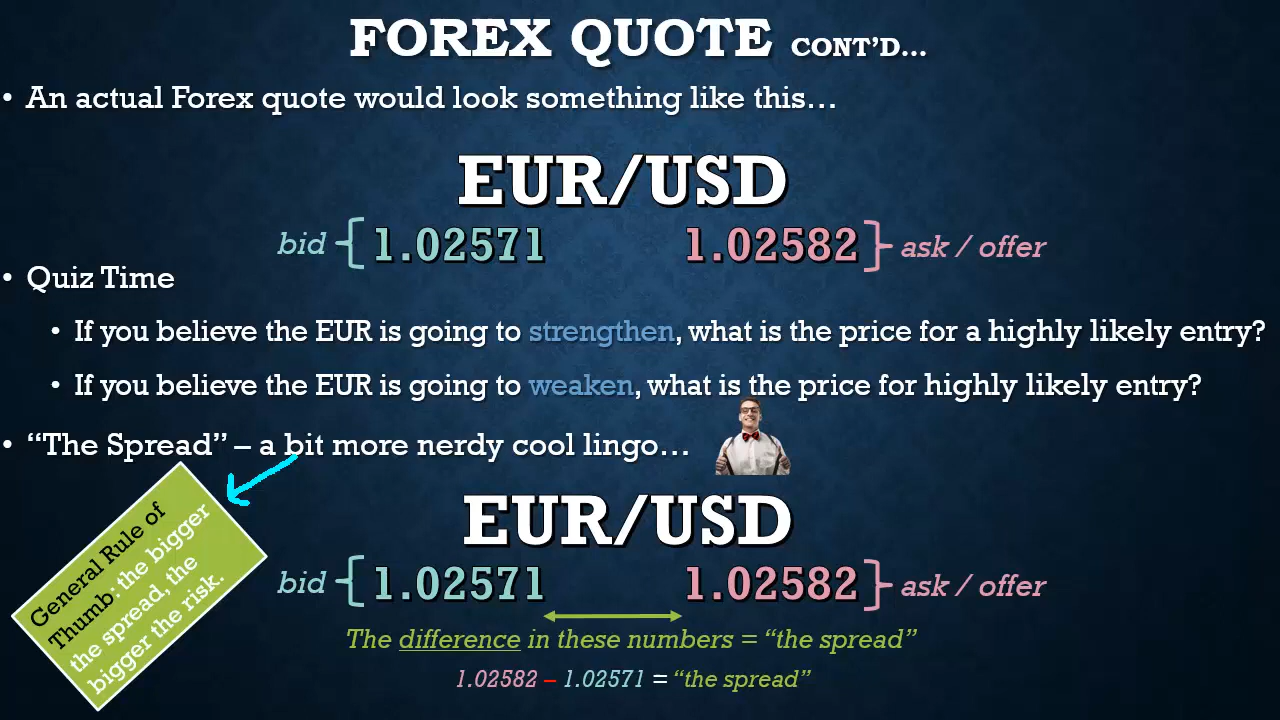 FOREX QUOTE CONT'D…
• An actual Forex quote would look something like this…
EUR/USD
bid { 1.02571 1.02582 } ask / offer
• Quiz Time
• If you believe the EUR is going to strengthen, what is the price for a highly likely entry?
• If you believe the EUR is going to weaken, what is the price for highly likely entry?
• “The Spread” – a bit more nerdy cool lingo…
General Rule of
Thumb: the bigger
the spread, the
bigger the risk.
EUR/USD
bid { 1.02571 1.02582 } ask / offer
The difference in these numbers = “the spread”
1.02582 – 1.02571 = “the spread”